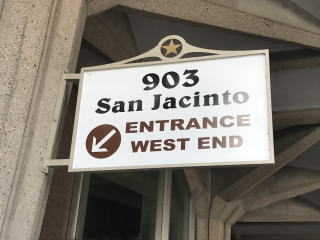 903
San Jacinto
ENTRANCE
WEST END